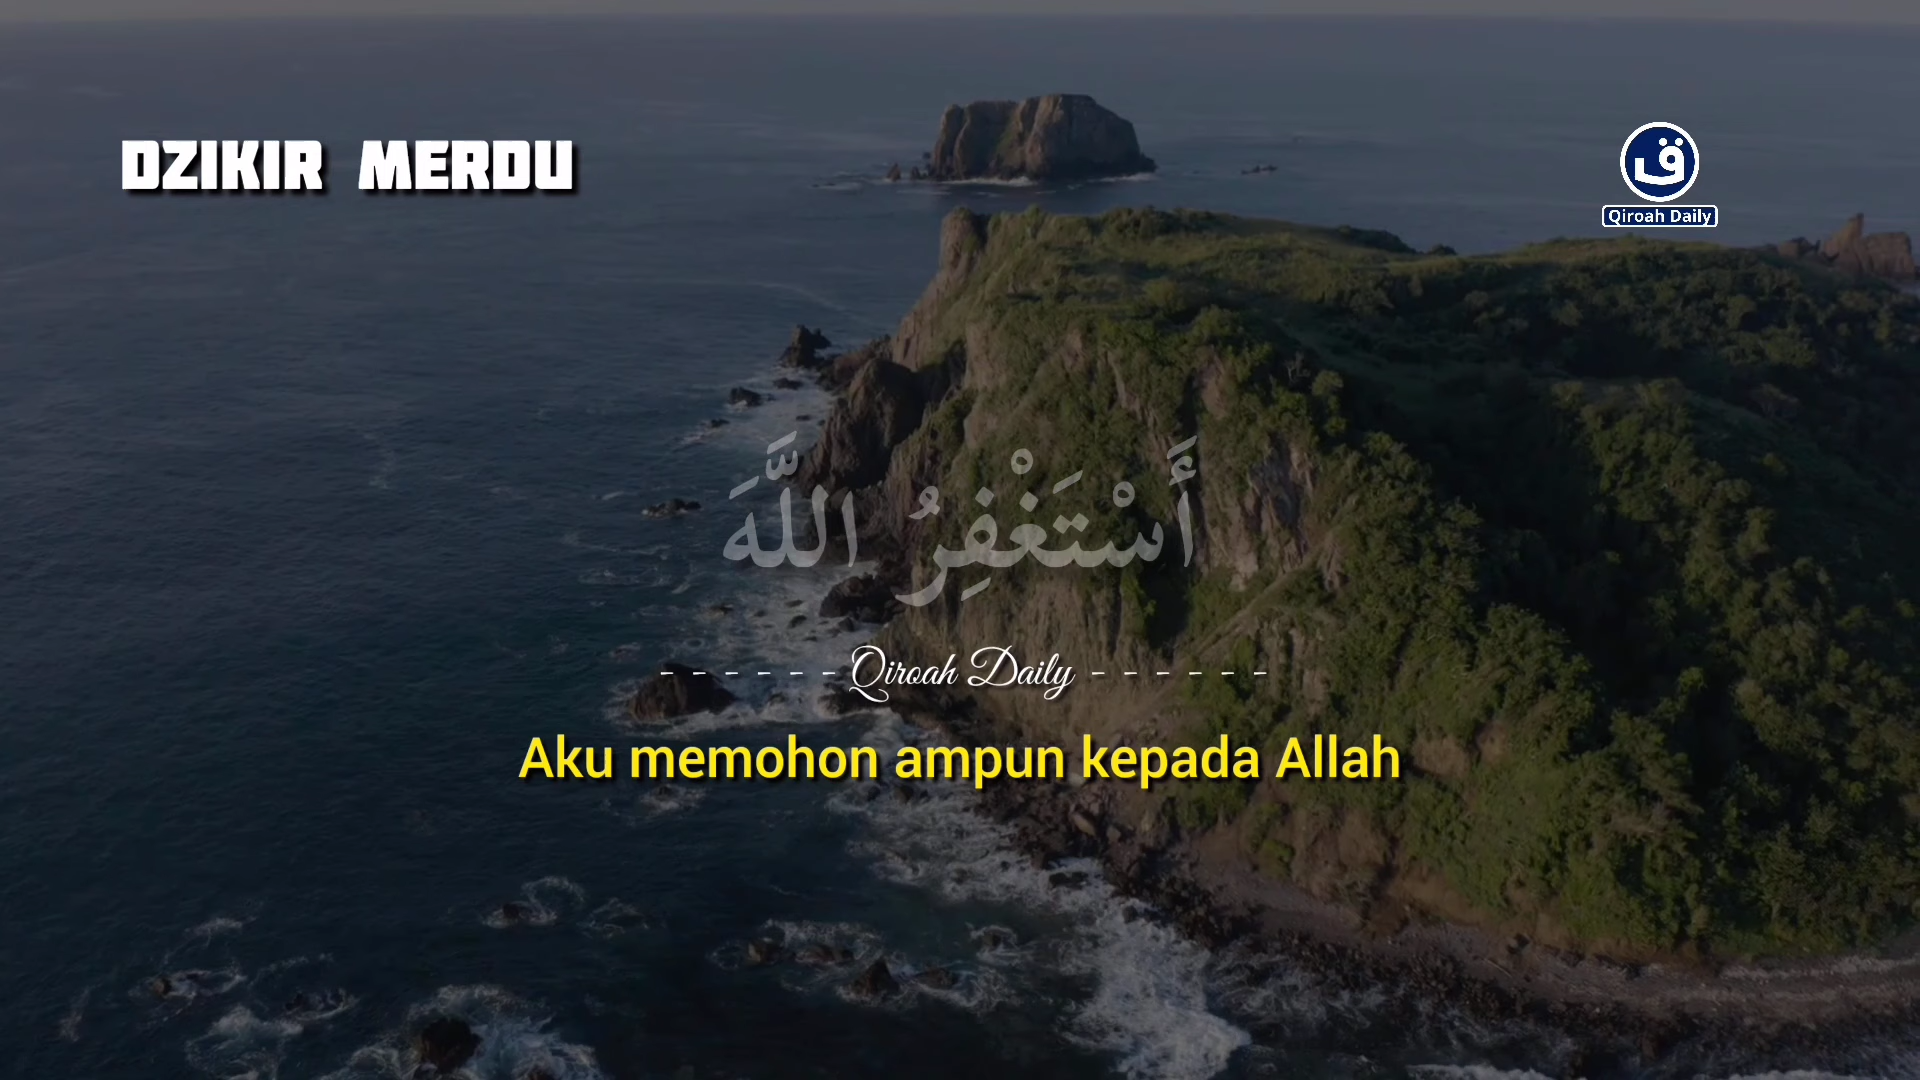 DZIKIR MERDU
ق
Qiroah Daily
أَسْتَغْفِرُ اللَّهَ
------Qiroah Daily------
Aku memohon ampun kepada Allah